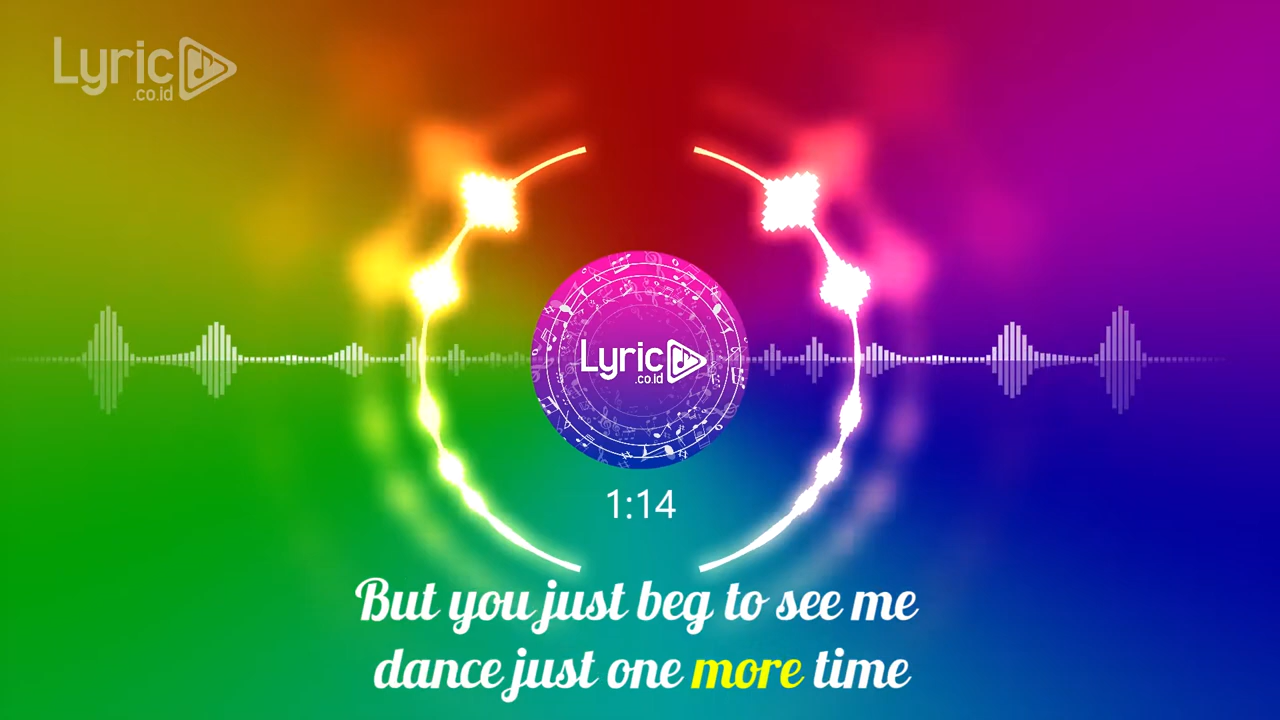 Lyric
.co.id
Lyric
.co.id
1:14
But you just beg to see me
dance just one more time